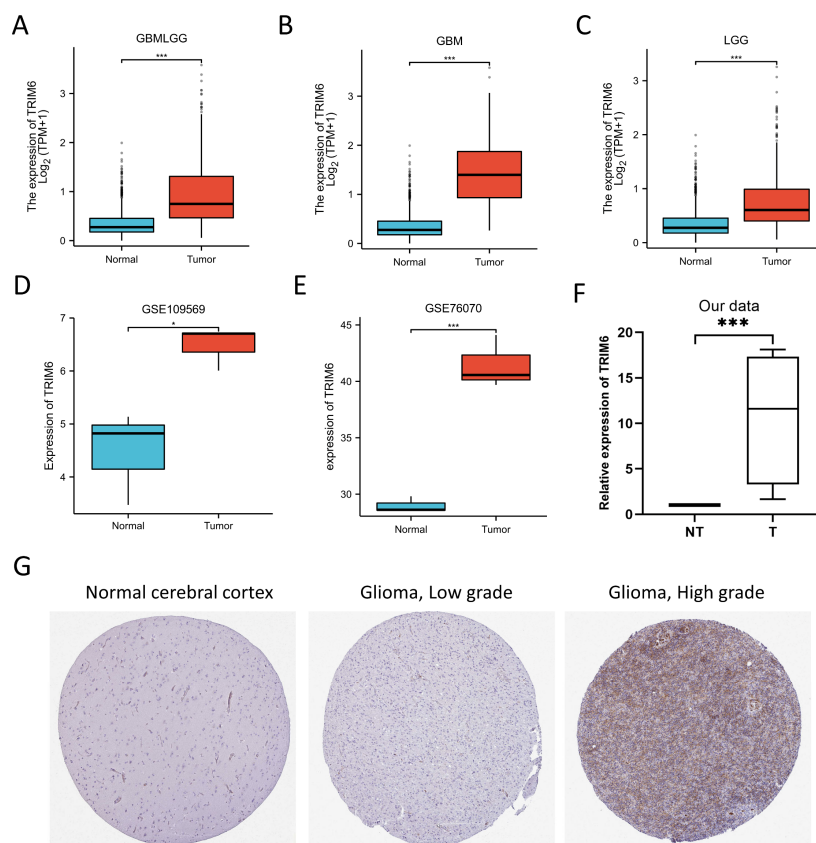 A
GBMLGG
***
The expression of TRIM6
Log2 (TPM+1)
3
2
1
0
Normal
Tumor
B
GBM
***
The expression of TRIM6
Log2 (TPM+1)
3
2
1
0
Normal
Tumor
C
LGG
***
The expression of TRIM6
Log2 (TPM+1)
3
2
1
0
Normal
Tumor
D
GSE109569
*
Expression of TRIM6
7
6
5
4
Normal
Tumor
E
GSE76070
***
expression of TRIM6
45
40
35
30
Normal
Tumor
F
Our data
***
Relative expression of TRIM6
20
15
10
5
0
NT
T
G
Normal cerebral cortex
Glioma, Low grade
Glioma, High grade